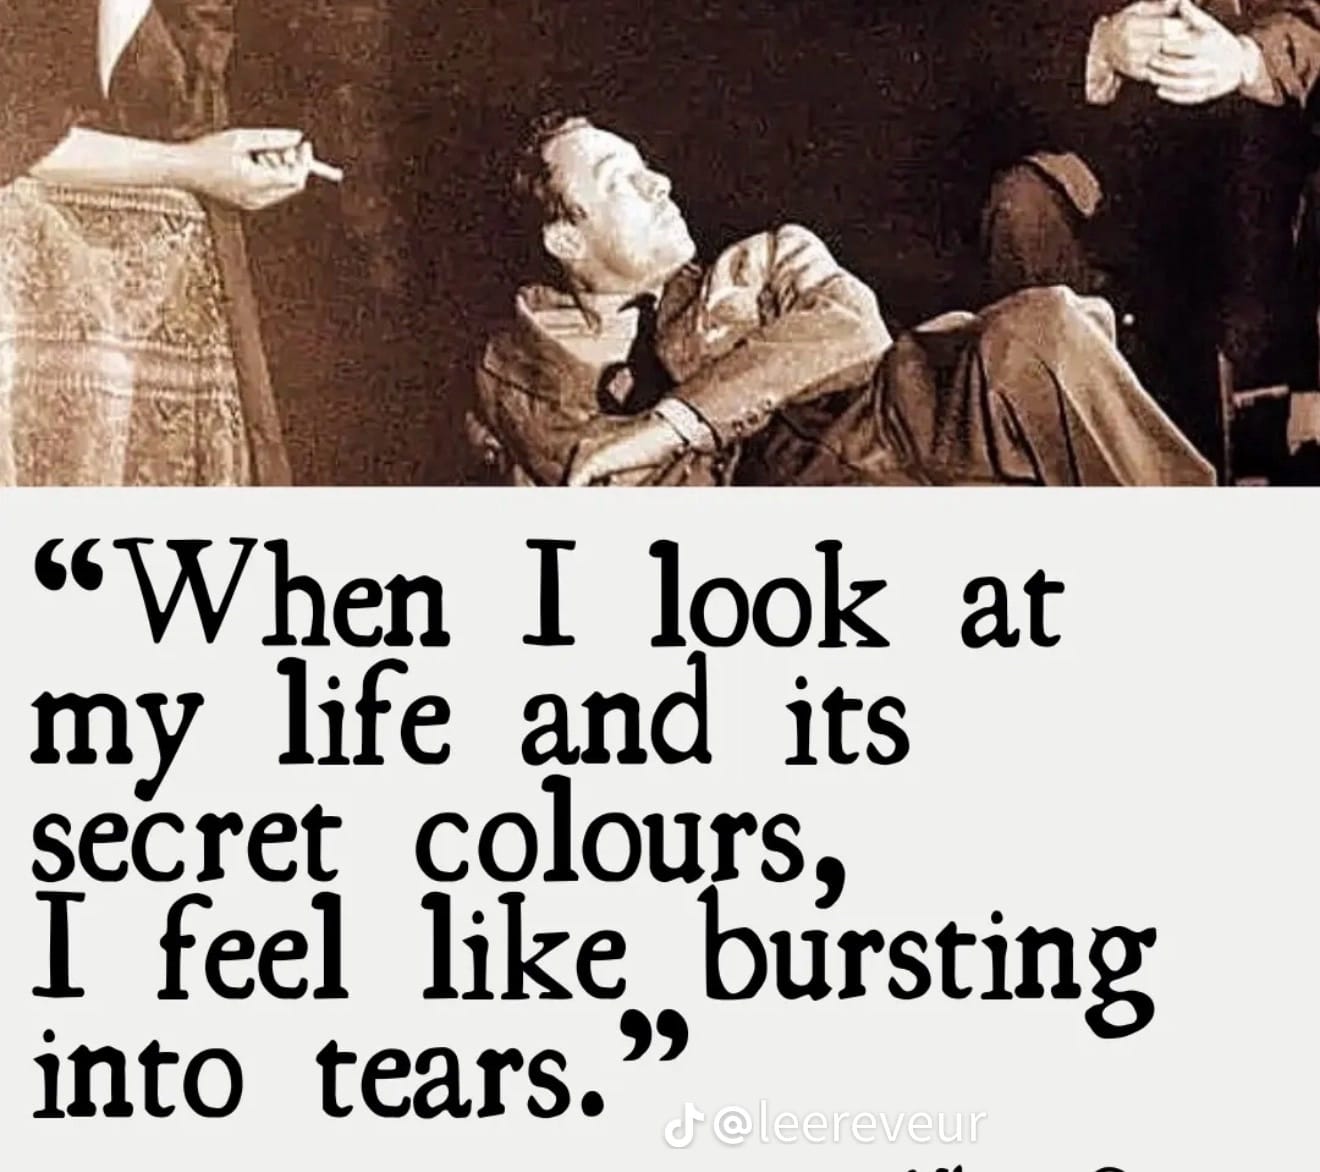 “When I look at
my life and its
secret colours,
I feel like bursting
into tears.”
@leereveur